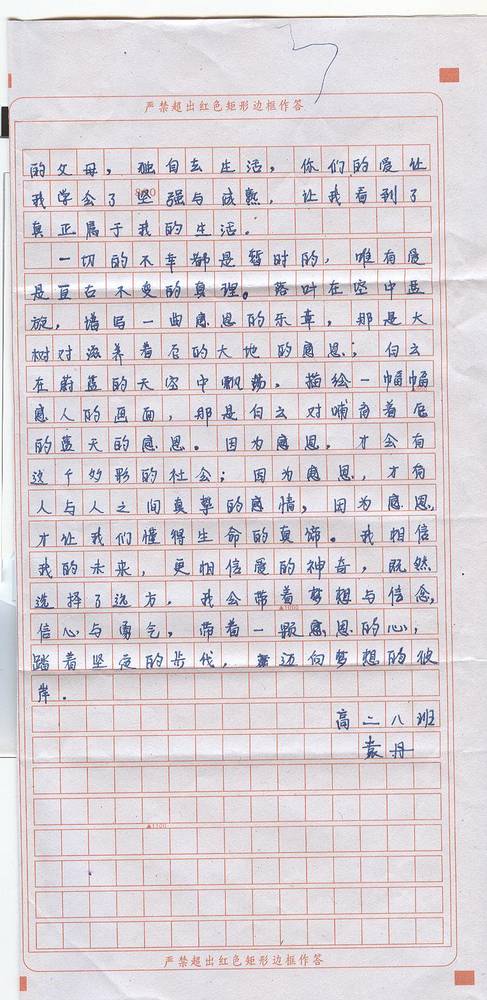 严禁超出红色矩形边框作答
的父母，独自去生活，你们的爱让
我学会了坚强与成熟，让我看到了
真正属于我的生活。
一切的不幸都是暂时的，唯有爱
是亘古不变的真理。落叶在空中盘
旋，谱写一曲感恩的乐章，那是大
树对滋养着它的大地的感恩；白云
在蔚蓝的天空中飘荡，描绘一幅幅
感人的画面，那是白云对哺育着它
的蓝天的感恩。因为感恩，才会有
这个多彩的社会；因为感恩，才有
人与人之间真挚的感情，因为感恩，
才让我们懂得生命的真谛。我相信
我的未来，更相信爱的神奇，既然
选择了远方，我会带着梦想与信念，
信心与勇气，带着一颗感恩的心，
踏着坚定的步伐，迈向梦想的彼
岸。
高二八班
袁丹
▲1100
严禁超出红色矩形边框作答